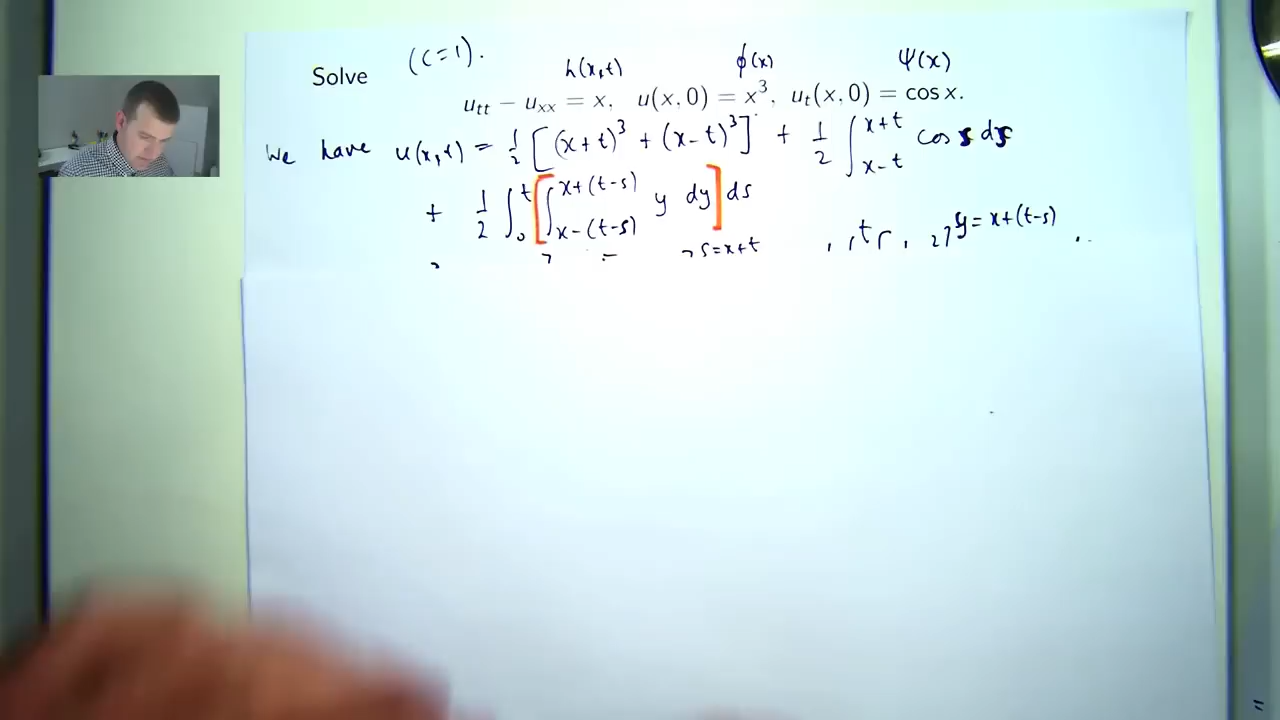 Solve (c=1).
h(x,t) ϕ(x) ψ(x)
u_tt − u_xx = x, u(x, 0) = x³, u_t(x, 0) = cos x.
We have u(x,t) = 1/2 [(x+t)³ + (x-t)³] + 1/2 ∫_{x-t}^{x+t} cos s ds
+ 1/2 ∫_0^t [∫_{x-(t-s)}^{x+(t-s)} y dy] ds
s=x+t y=x+(t-s)